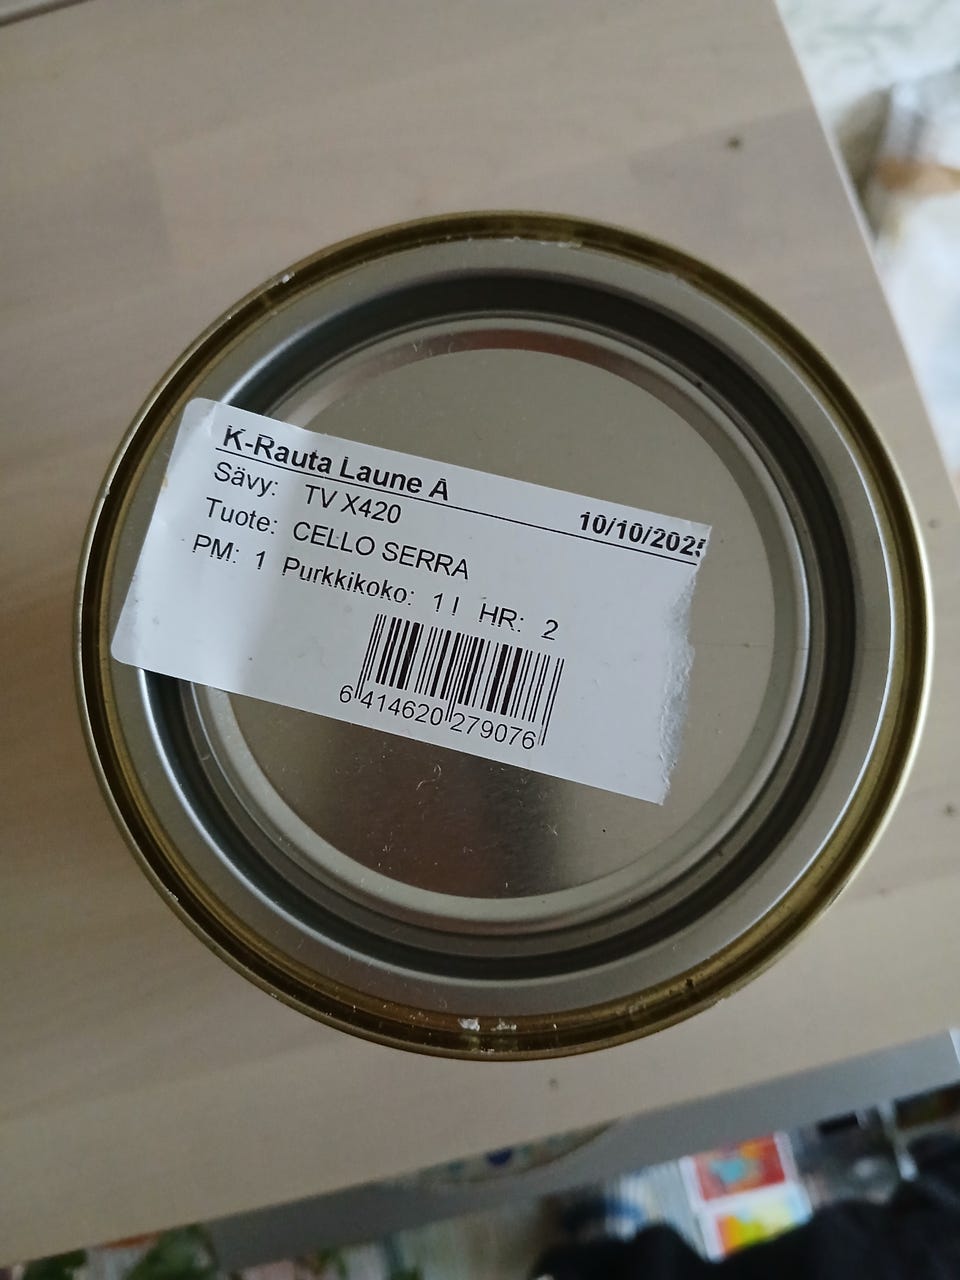 K-Rauta Laune A 10/10/2025
Sävy: TV X420
Tuote: CELLO SERRA
PM: 1 Purkkikoko: 1 l HR: 2
6 414620 279076